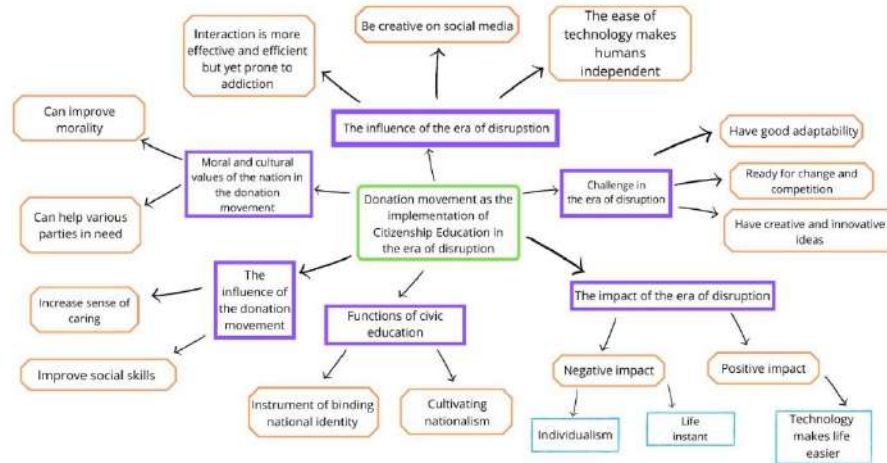 Interaction is more
effective and efficient
but yet prone to
addiction
Be creative on social media
The ease of
technology makes
humans
independent
The influence of the era of disrupstion
Can improve
morality
Moral and cultural
values of the nation in
the donation
movement
Can help various
parties in need
Donation movement as the
implementation of
Citizenship Education in
the era of disruption
Challenge in
the era of disruption
Have good adaptability
Ready for change and
competition
Have creative and innovative
ideas
The
influence of
the donation
movement
Increase sense of
caring
Improve social skills
Functions of civic
education
Instrument of binding
national identity
Cultivating
nationalism
The impact of the era of disruption
Negative impact
Positive impact
Individualism
Life
instant
Technology
makes life
easier